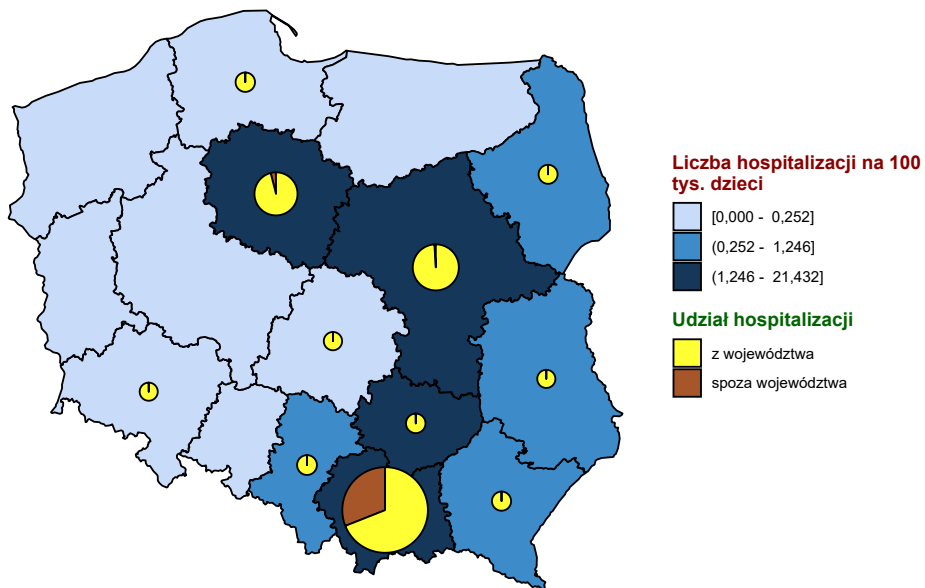 Liczba hospitalizacji na 100
tys. dzieci
[0,000 - 0,252]
(0,252 - 1,246]
(1,246 - 21,432]
Udział hospitalizacji
z województwa
spoza województwa